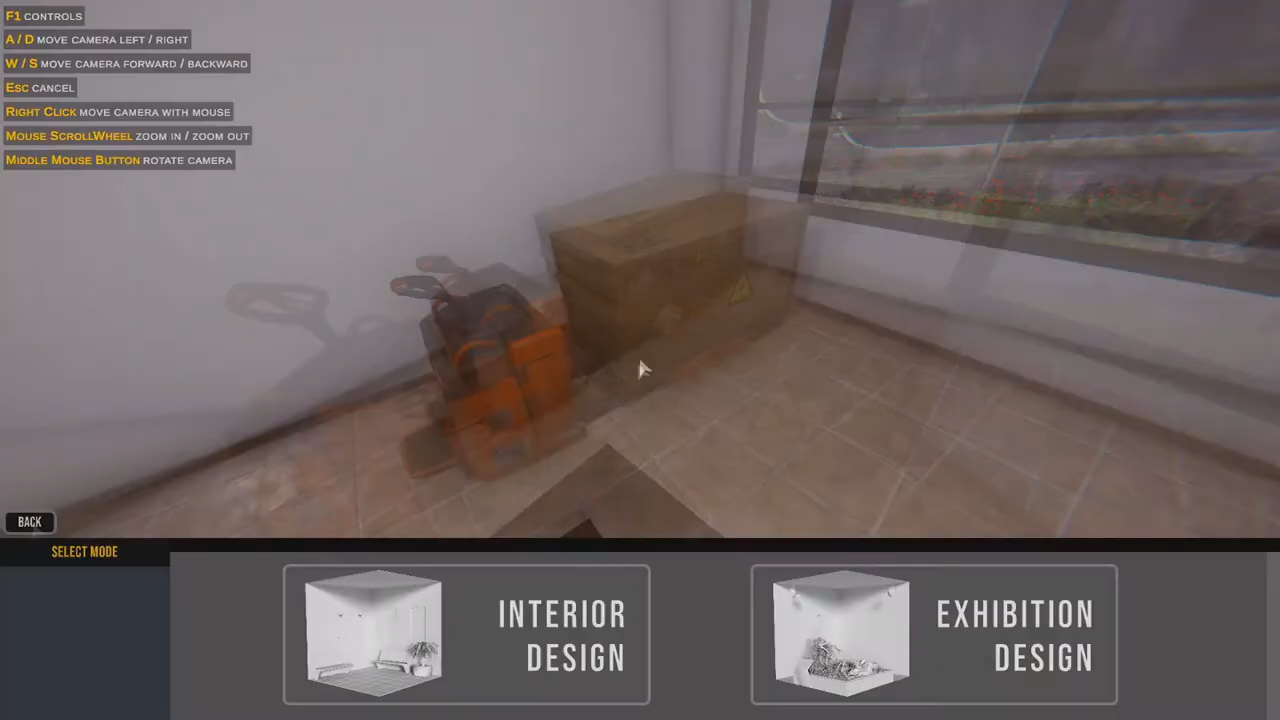 F1 CONTROLS
A / D MOVE CAMERA LEFT / RIGHT
W / S MOVE CAMERA FORWARD / BACKWARD
ESC CANCEL
RIGHT CLICK MOVE CAMERA WITH MOUSE
MOUSE SCROLLWHEEL ZOOM IN / ZOOM OUT
MIDDLE MOUSE BUTTON ROTATE CAMERA
BACK
SELECT MODE
INTERIOR
DESIGN
EXHIBITION
DESIGN